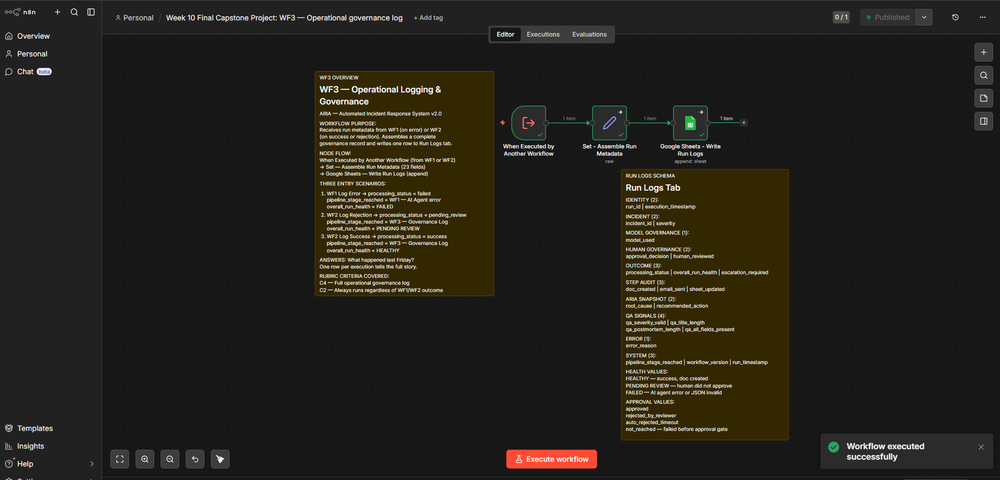 n8n
Overview
Personal
Chat beta
Templates
Insights
Help
Personal / Week 10 Final Capstone Project: WF3 — Operational governance log + Add tag
0 / 1
Published
Editor Executions Evaluations
WF3 OVERVIEW
WF3 — Operational Logging &
Governance
ARIA — Automated Incident Response System v2.0
WORKFLOW PURPOSE:
Receives run metadata from WF1 (on error) or WF2
(on success or rejection). Assembles a complete
governance record and writes one row to Run Logs tab.
NODE FLOW:
When Executed by Another Workflow (from WF1 or WF2)
→ Set — Assemble Run Metadata (23 fields)
→ Google Sheets — Write Run Logs (append)
THREE ENTRY SCENARIOS:
1. WF1 Log Error → processing_status = failed
pipeline_stage_reached = WF1 — AI Agent error
overall_run_health = FAILED
2. WF2 Log Rejection → processing_status = pending_review
pipeline_stage_reached = WF3 — Governance Log
overall_run_health = PENDING REVIEW
3. WF2 Log Success → processing_status = success
pipeline_stage_reached = WF3 — Governance Log
overall_run_health = HEALTHY
ANSWERS: What happened last Friday?
One row per execution tells the full story.
RUBRIC CRITERIA COVERED:
C4 — Full operational governance log
C2 — Always runs regardless of WF1/WF2 outcome
1 item
1 item
1 item
When Executed by
Another Workflow
Set - Assemble Run
Metadata
raw
Google Sheets - Write
Run Logs
append: sheet
RUN LOGS SCHEMA
Run Logs Tab
IDENTITY (2):
run_id | execution_timestamp
INCIDENT (2):
incident_id | severity
MODEL GOVERNANCE (1):
model_used
HUMAN GOVERNANCE (2):
approval_decision | human_reviewed
OUTCOME (3):
processing_status | overall_run_health | escalation_required
STEP AUDIT (3):
doc_created | email_sent | sheet_updated
ARIA SNAPSHOT (2):
root_cause | recommended_action
QA SIGNALS (4):
qa_severity_valid | qa_title_length
qa_postmortem_length | qa_all_fields_present
ERROR (1):
error_reason
SYSTEM (3):
pipeline_stage_reached | workflow_version | run_timestamp
HEALTH VALUES:
HEALTHY — success, doc created
PENDING REVIEW — human did not approve
FAILED — AI agent error or JSON invalid
APPROVAL VALUES:
approved
rejected_by_reviewer
auto_rejected_timeout
not_reached — failed before approval gate
Execute workflow
Workflow executed
successfully